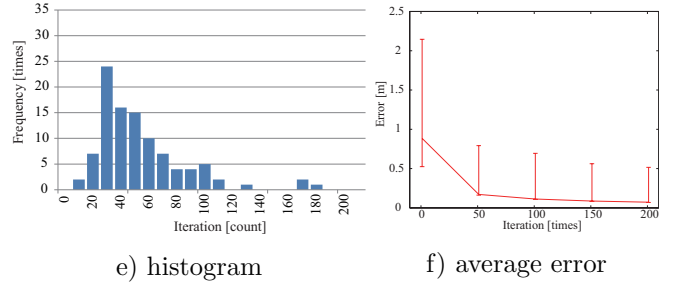 35
30
25
20
15
10
5
0
Frequency [times]
0 20 40 60 80 100 120 140 160 180 200
Iteration [count]
e) histogram
2.5
2
1.5
1
0.5
0
Error [m]
0 50 100 150 200
Iteration [times]
f) average error